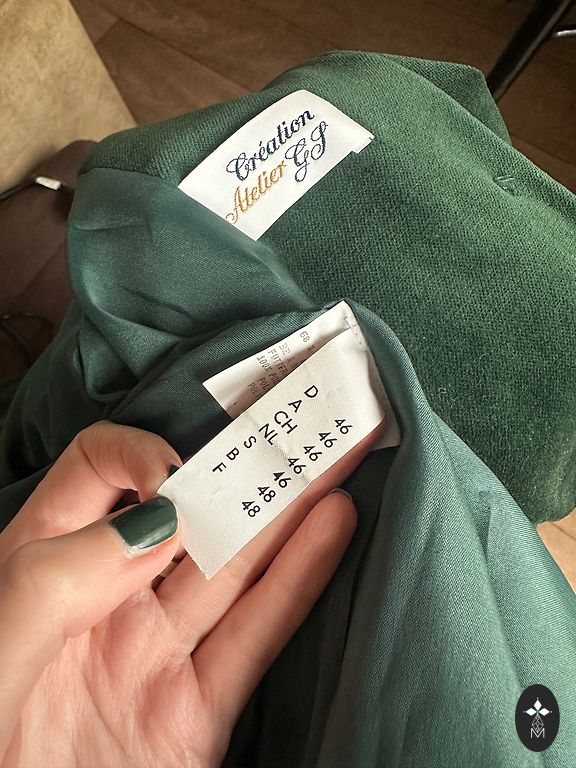 Création
Atelier GS
D 46
A 46
CH 46
NL 46
S 46
B 48
F 48